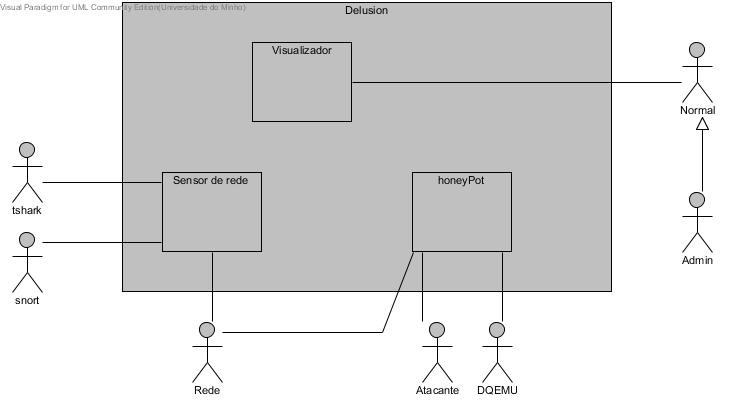 Visual Paradigm for UML Community Edition(Universidade do Minho)
Delusion
Visualizador
Normal
Sensor de rede
honeyPot
tshark
Admin
snort
Rede
Atacante
DQEMU